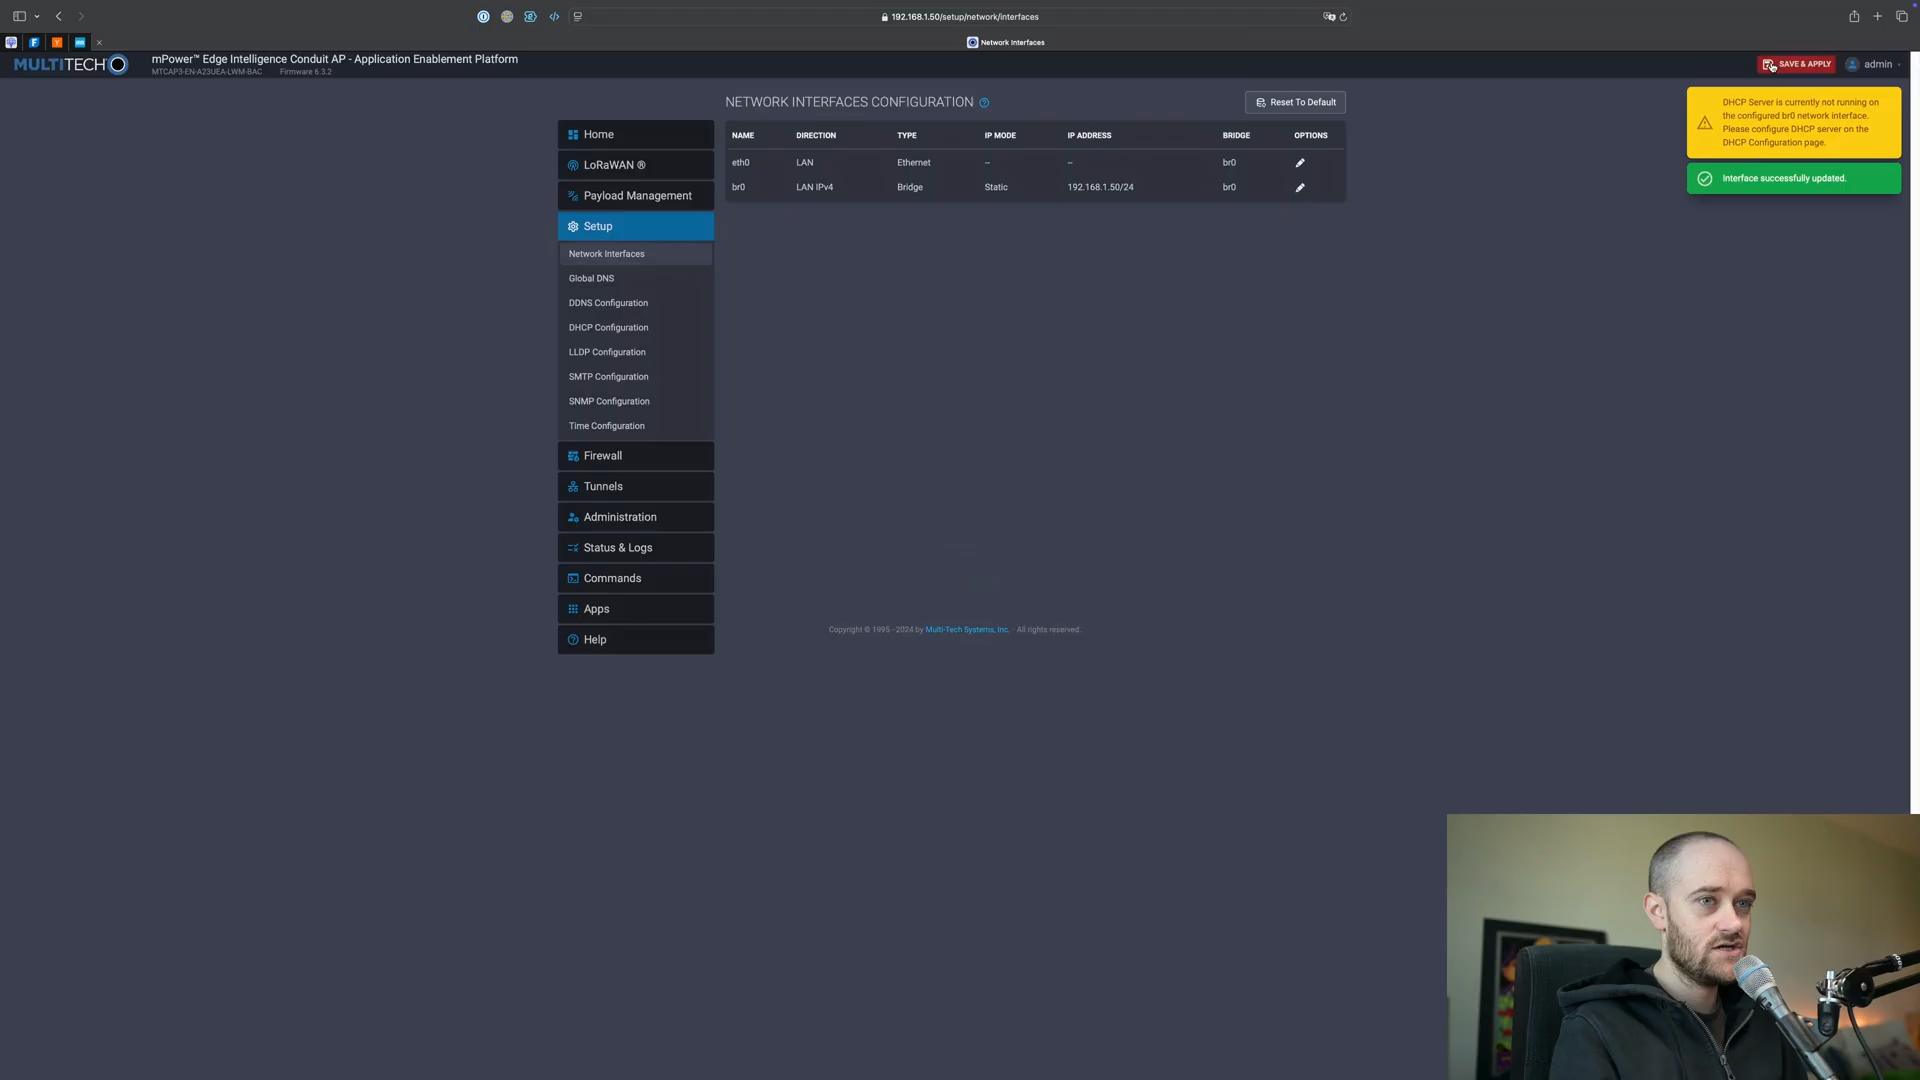 192.168.1.50/setup/network/interfaces
Network Interfaces
MULTITECH
mPower™ Edge Intelligence Conduit AP - Application Enablement Platform
MTCAP3-EN-A23UEA-LWM-BAC Firmware 6.3.2
SAVE & APPLY
admin
DHCP Server is currently not running on
the configured br0 network interface.
Please configure DHCP server on the
DHCP Configuration page.
Interface successfully updated.
Home
LoRaWAN ®
Payload Management
Setup
Network Interfaces
Global DNS
DDNS Configuration
DHCP Configuration
LLDP Configuration
SMTP Configuration
SNMP Configuration
Time Configuration
Firewall
Tunnels
Administration
Status & Logs
Commands
Apps
Help
NETWORK INTERFACES CONFIGURATION
Reset To Default
NAME DIRECTION TYPE IP MODE IP ADDRESS BRIDGE OPTIONS
eth0 LAN Ethernet -- -- br0
br0 LAN IPv4 Bridge Static 192.168.1.50/24 br0
Copyright © 1995 - 2024 by Multi-Tech Systems, Inc. - All rights reserved.